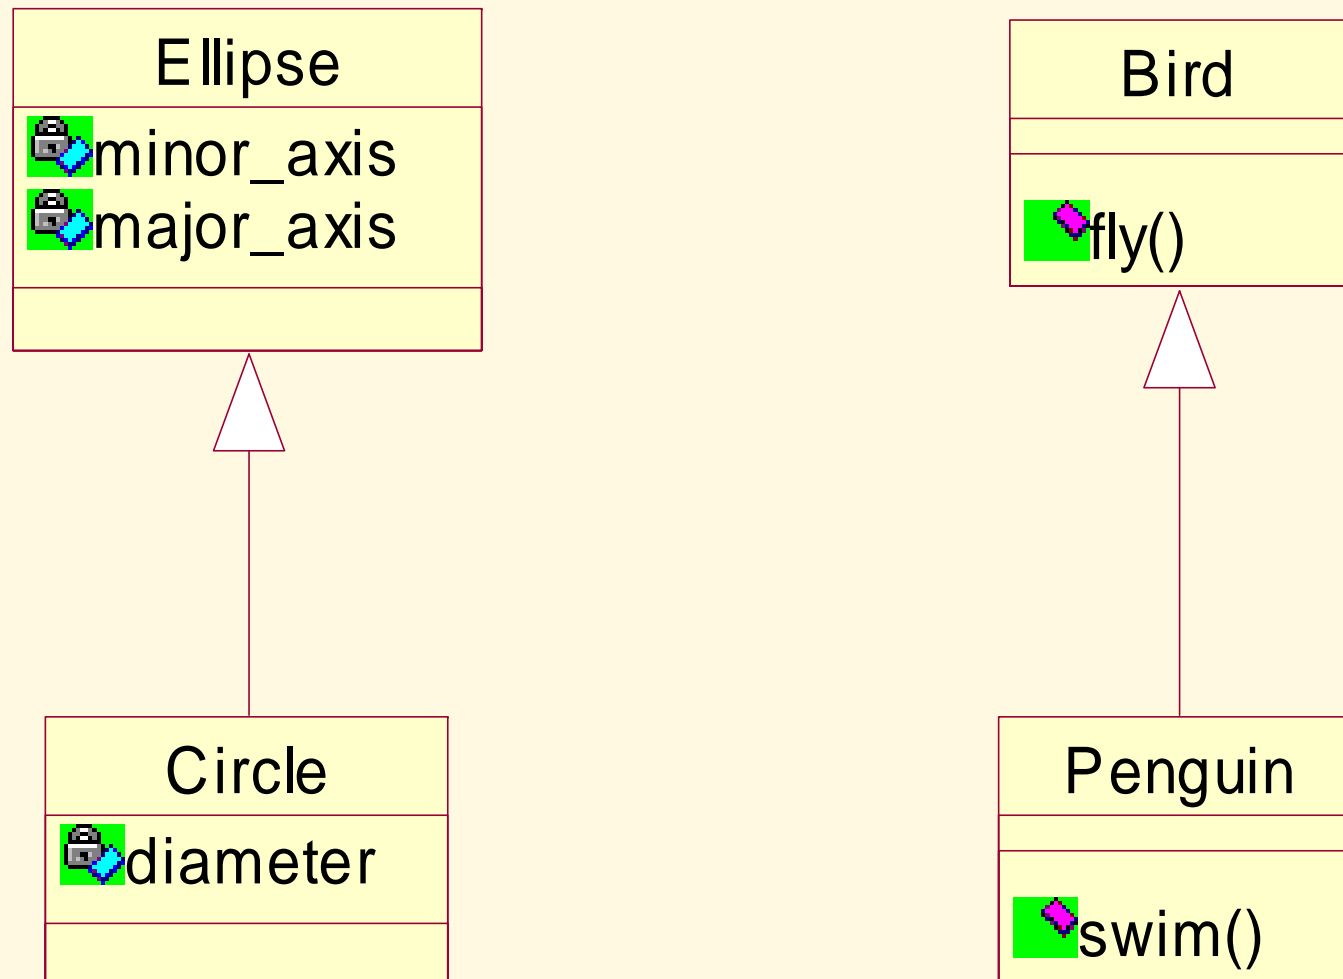 Ellipse
minor_axis
major_axis
Bird
fly()
Circle
diameter
Penguin
swim()